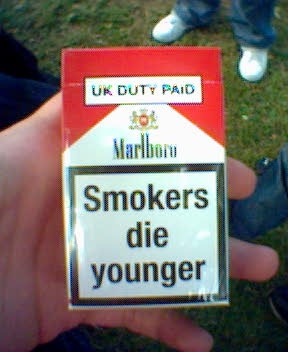 UK DUTY PAID
Marlboro
Smokers
die
younger